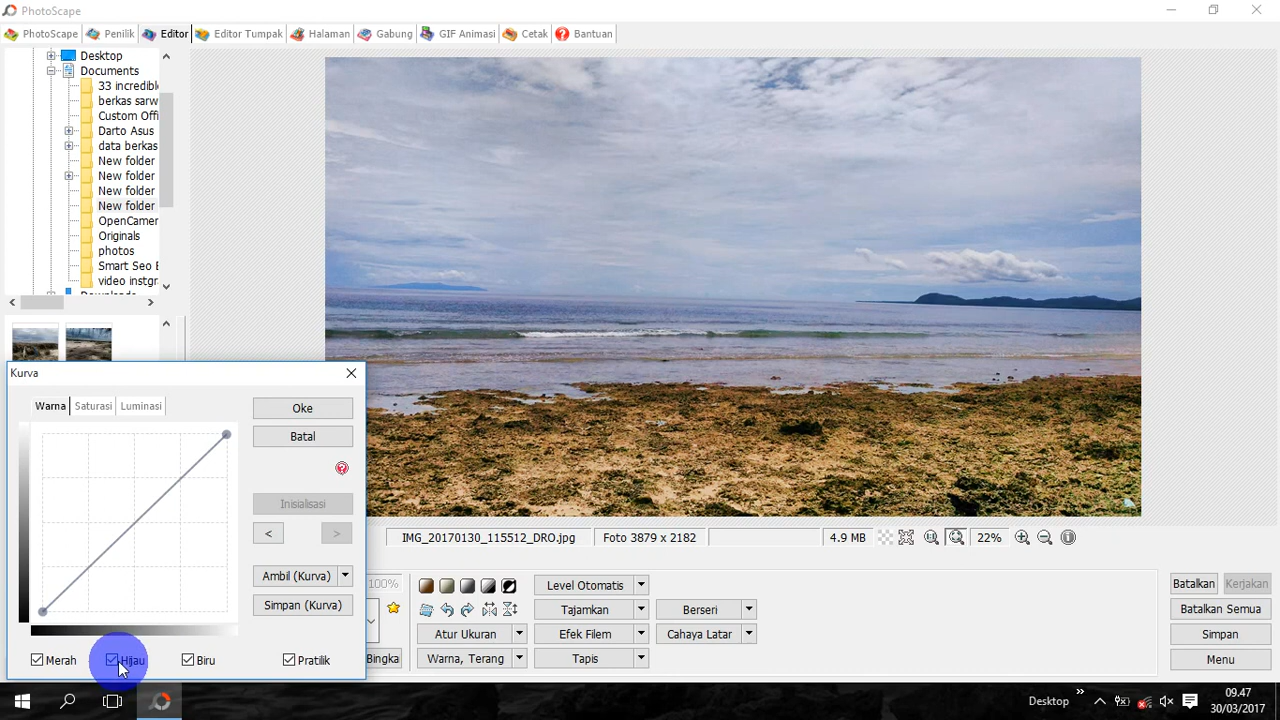 PhotoScape
PhotoScape Penilik Editor Editor Tumpak Halaman Gabung GIF Animasi Cetak Bantuan
Desktop
Documents
33 incredibl
berkas sarw
Custom Offi
Darto Asus
data berkas
New folder
New folder
New folder
New folder
OpenCamer
Originals
photos
Smart Seo E
video instgr
Kurva
Warna Saturasi Luminasi
Oke
Batal
Inisialisasi
< >
Ambil (Kurva)
Simpan (Kurva)
Merah Hijau Biru Pratilik
IMG_20170130_115512_DRO.jpg Foto 3879 x 2182 4.9 MB 22%
100% Level Otomatis Batalkan Kerjakan
Tajamkan Berseri Batalkan Semua
Atur Ukuran Efek Filem Cahaya Latar Simpan
Bingka Warna, Terang Tapis Menu
Desktop 09.47
30/03/2017